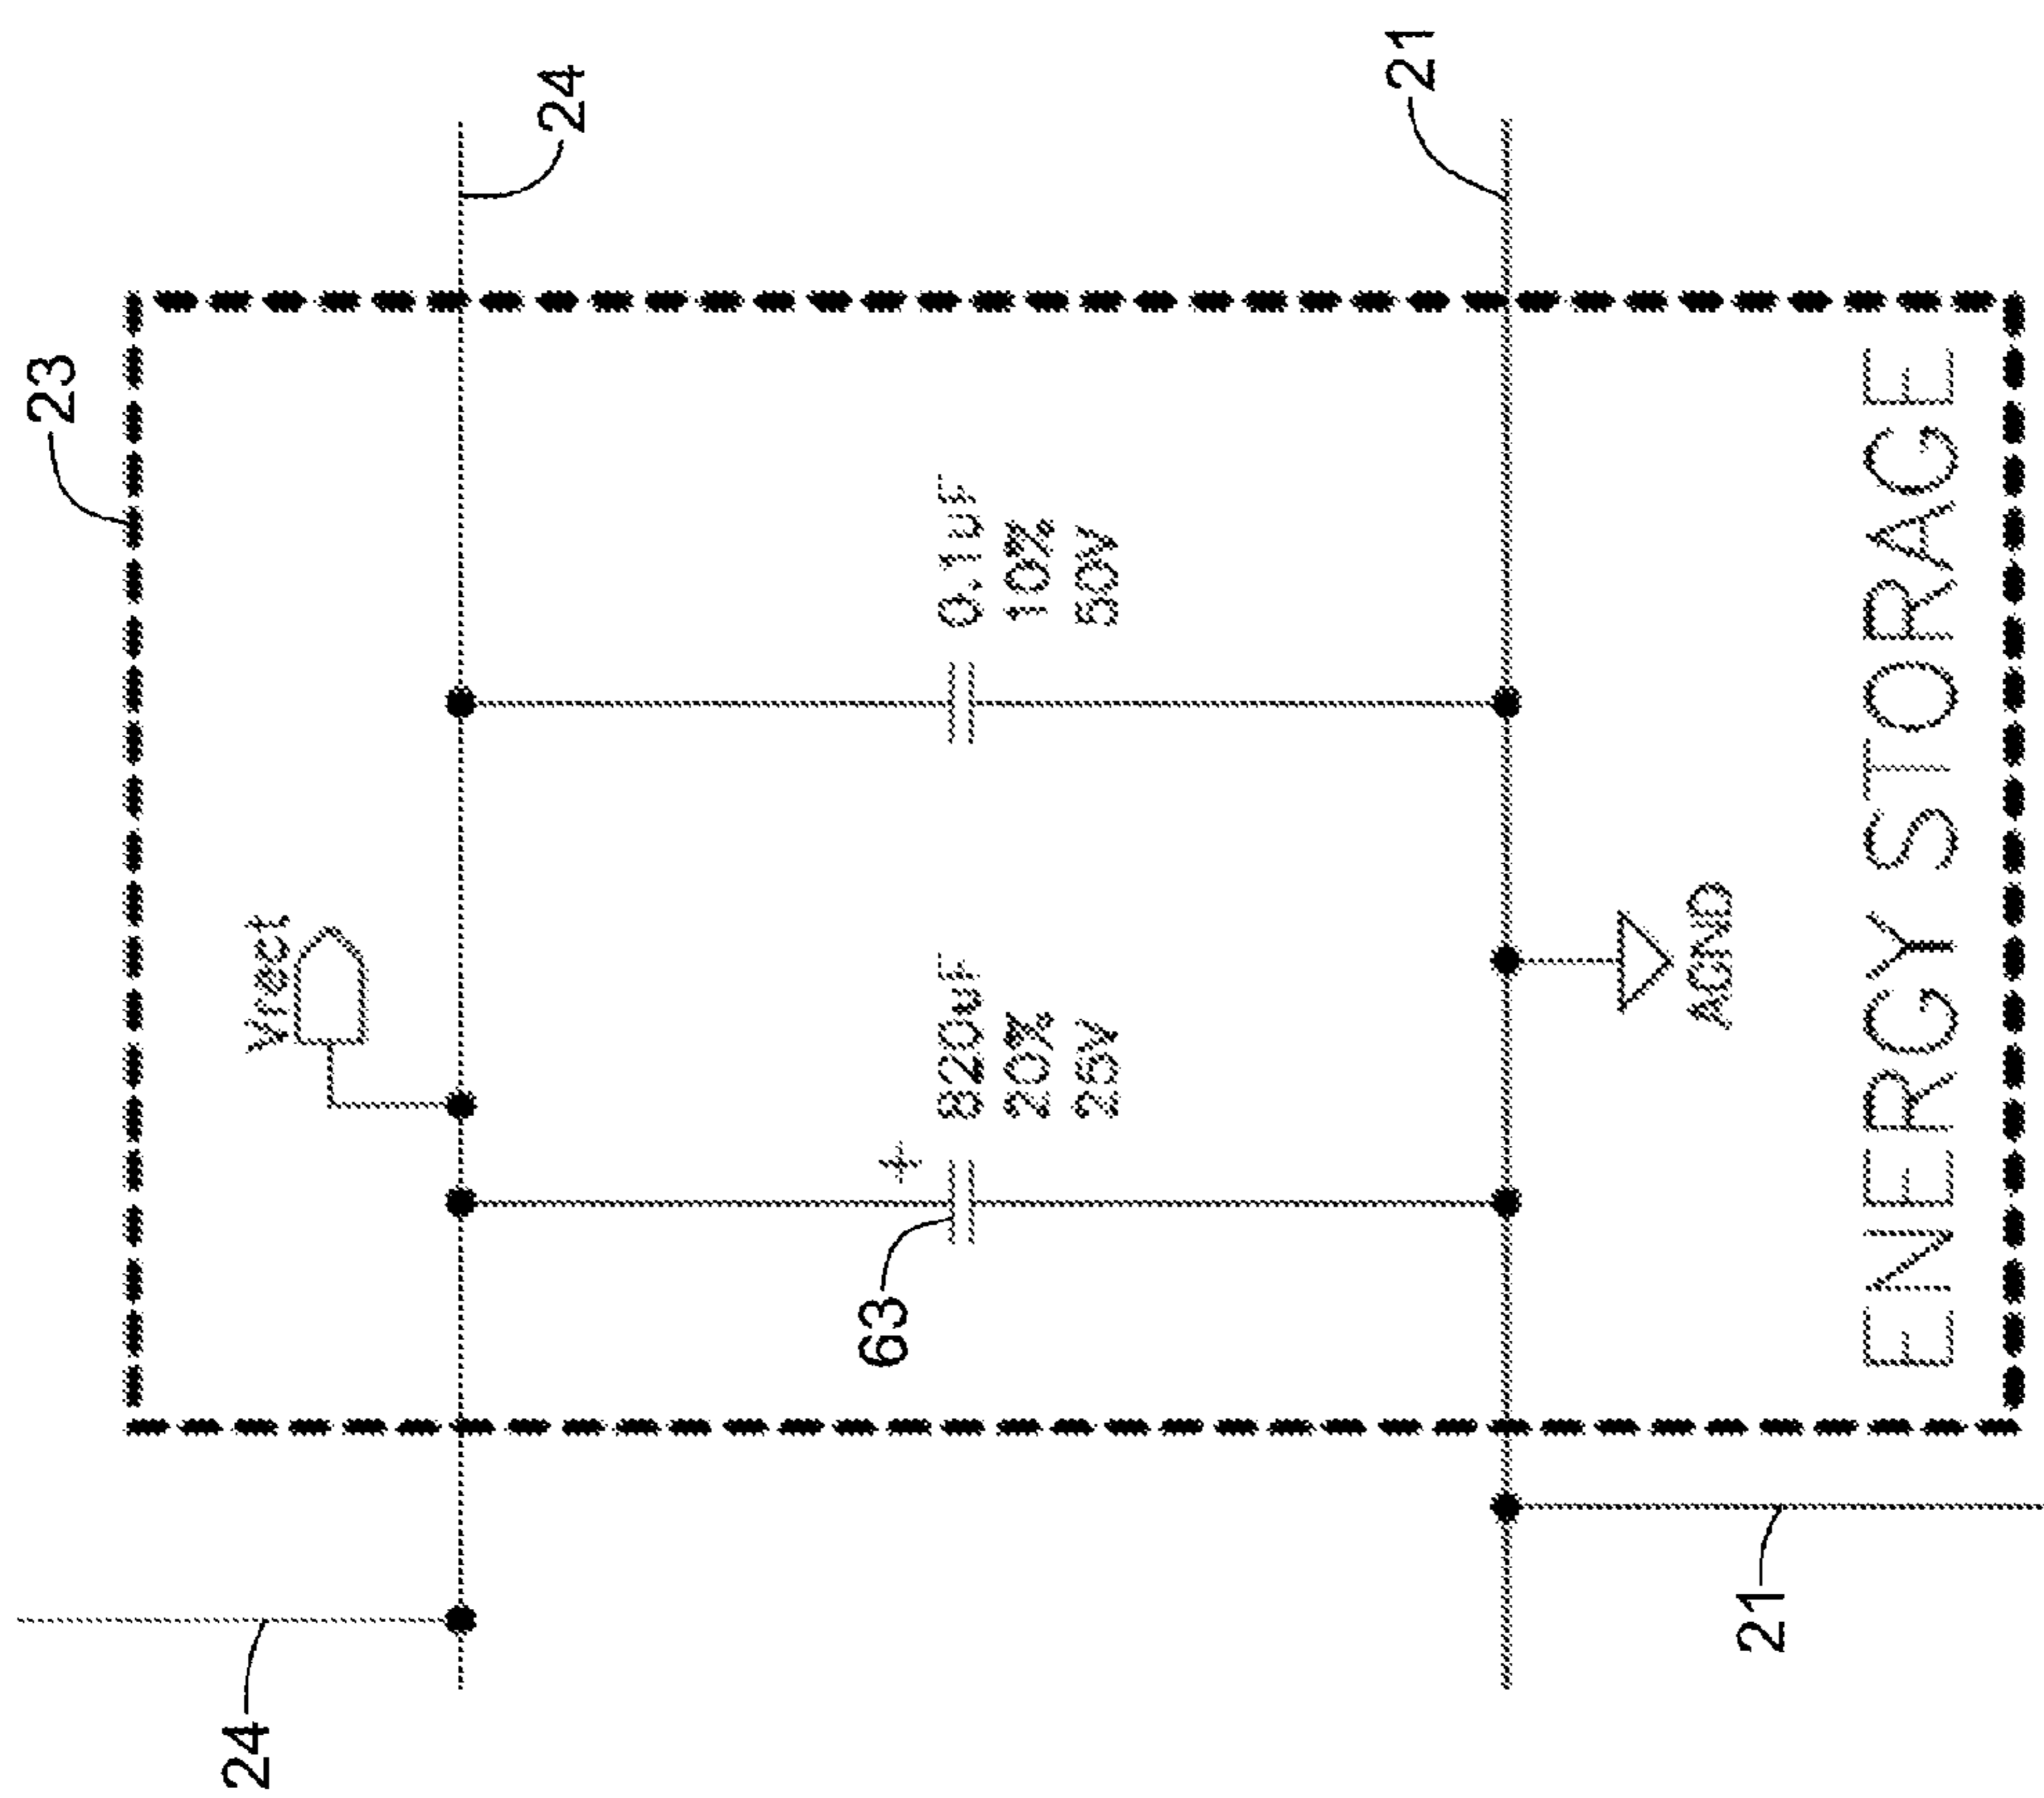 23
24
24
Vrect
63
+
820uF
20%
25V
0.1uF
10%
50V
21
21
AGND
ENERGY STORAGE